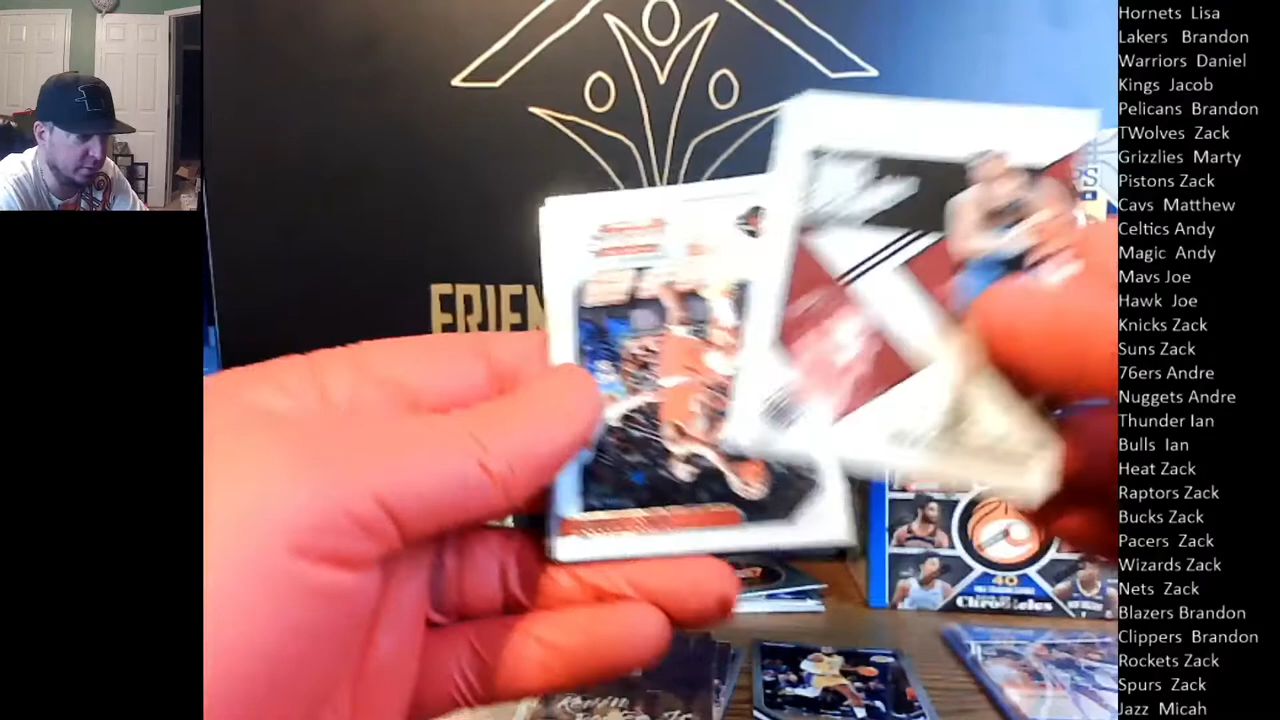 Hornets Lisa
Lakers Brandon
Warriors Daniel
Kings Jacob
Pelicans Brandon
TWolves Zack
Grizzlies Marty
Pistons Zack
Cavs Matthew
Celtics Andy
Magic Andy
Mavs Joe
Hawk Joe
Knicks Zack
Suns Zack
76ers Andre
Nuggets Andre
Thunder Ian
Bulls Ian
Heat Zack
Raptors Zack
Bucks Zack
Pacers Zack
Wizards Zack
Nets Zack
Blazers Brandon
Clippers Brandon
Rockets Zack
Spurs Zack
Jazz Micah
FRIEN
40
Chronicles